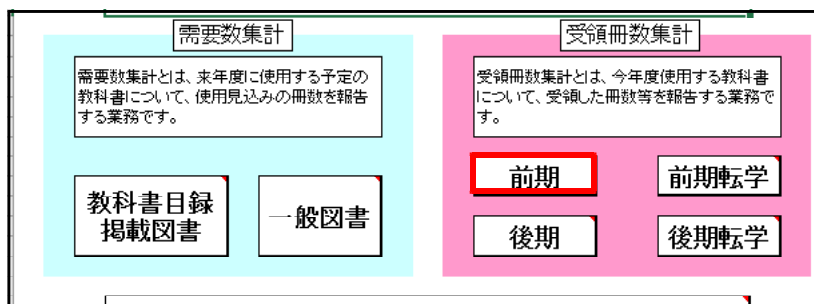 需要数集計
需要数集計とは、来年度に使用する予定の
教科書について、使用見込みの冊数を報告
する業務です。
教科書目録
掲載図書
一般図書
受領冊数集計
受領冊数集計とは、今年度使用する教科書
について、受領した冊数等を報告する業務で
す。
前期
前期転学
後期
後期転学